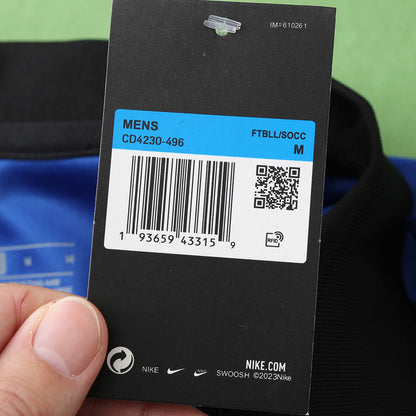 IM=610261
MENS
FTBLL/SOCC
CD4230-496
M
1 93659 43315 9
RFID
NIKE.COM
NIKE
SWOOSH ©2023Nike